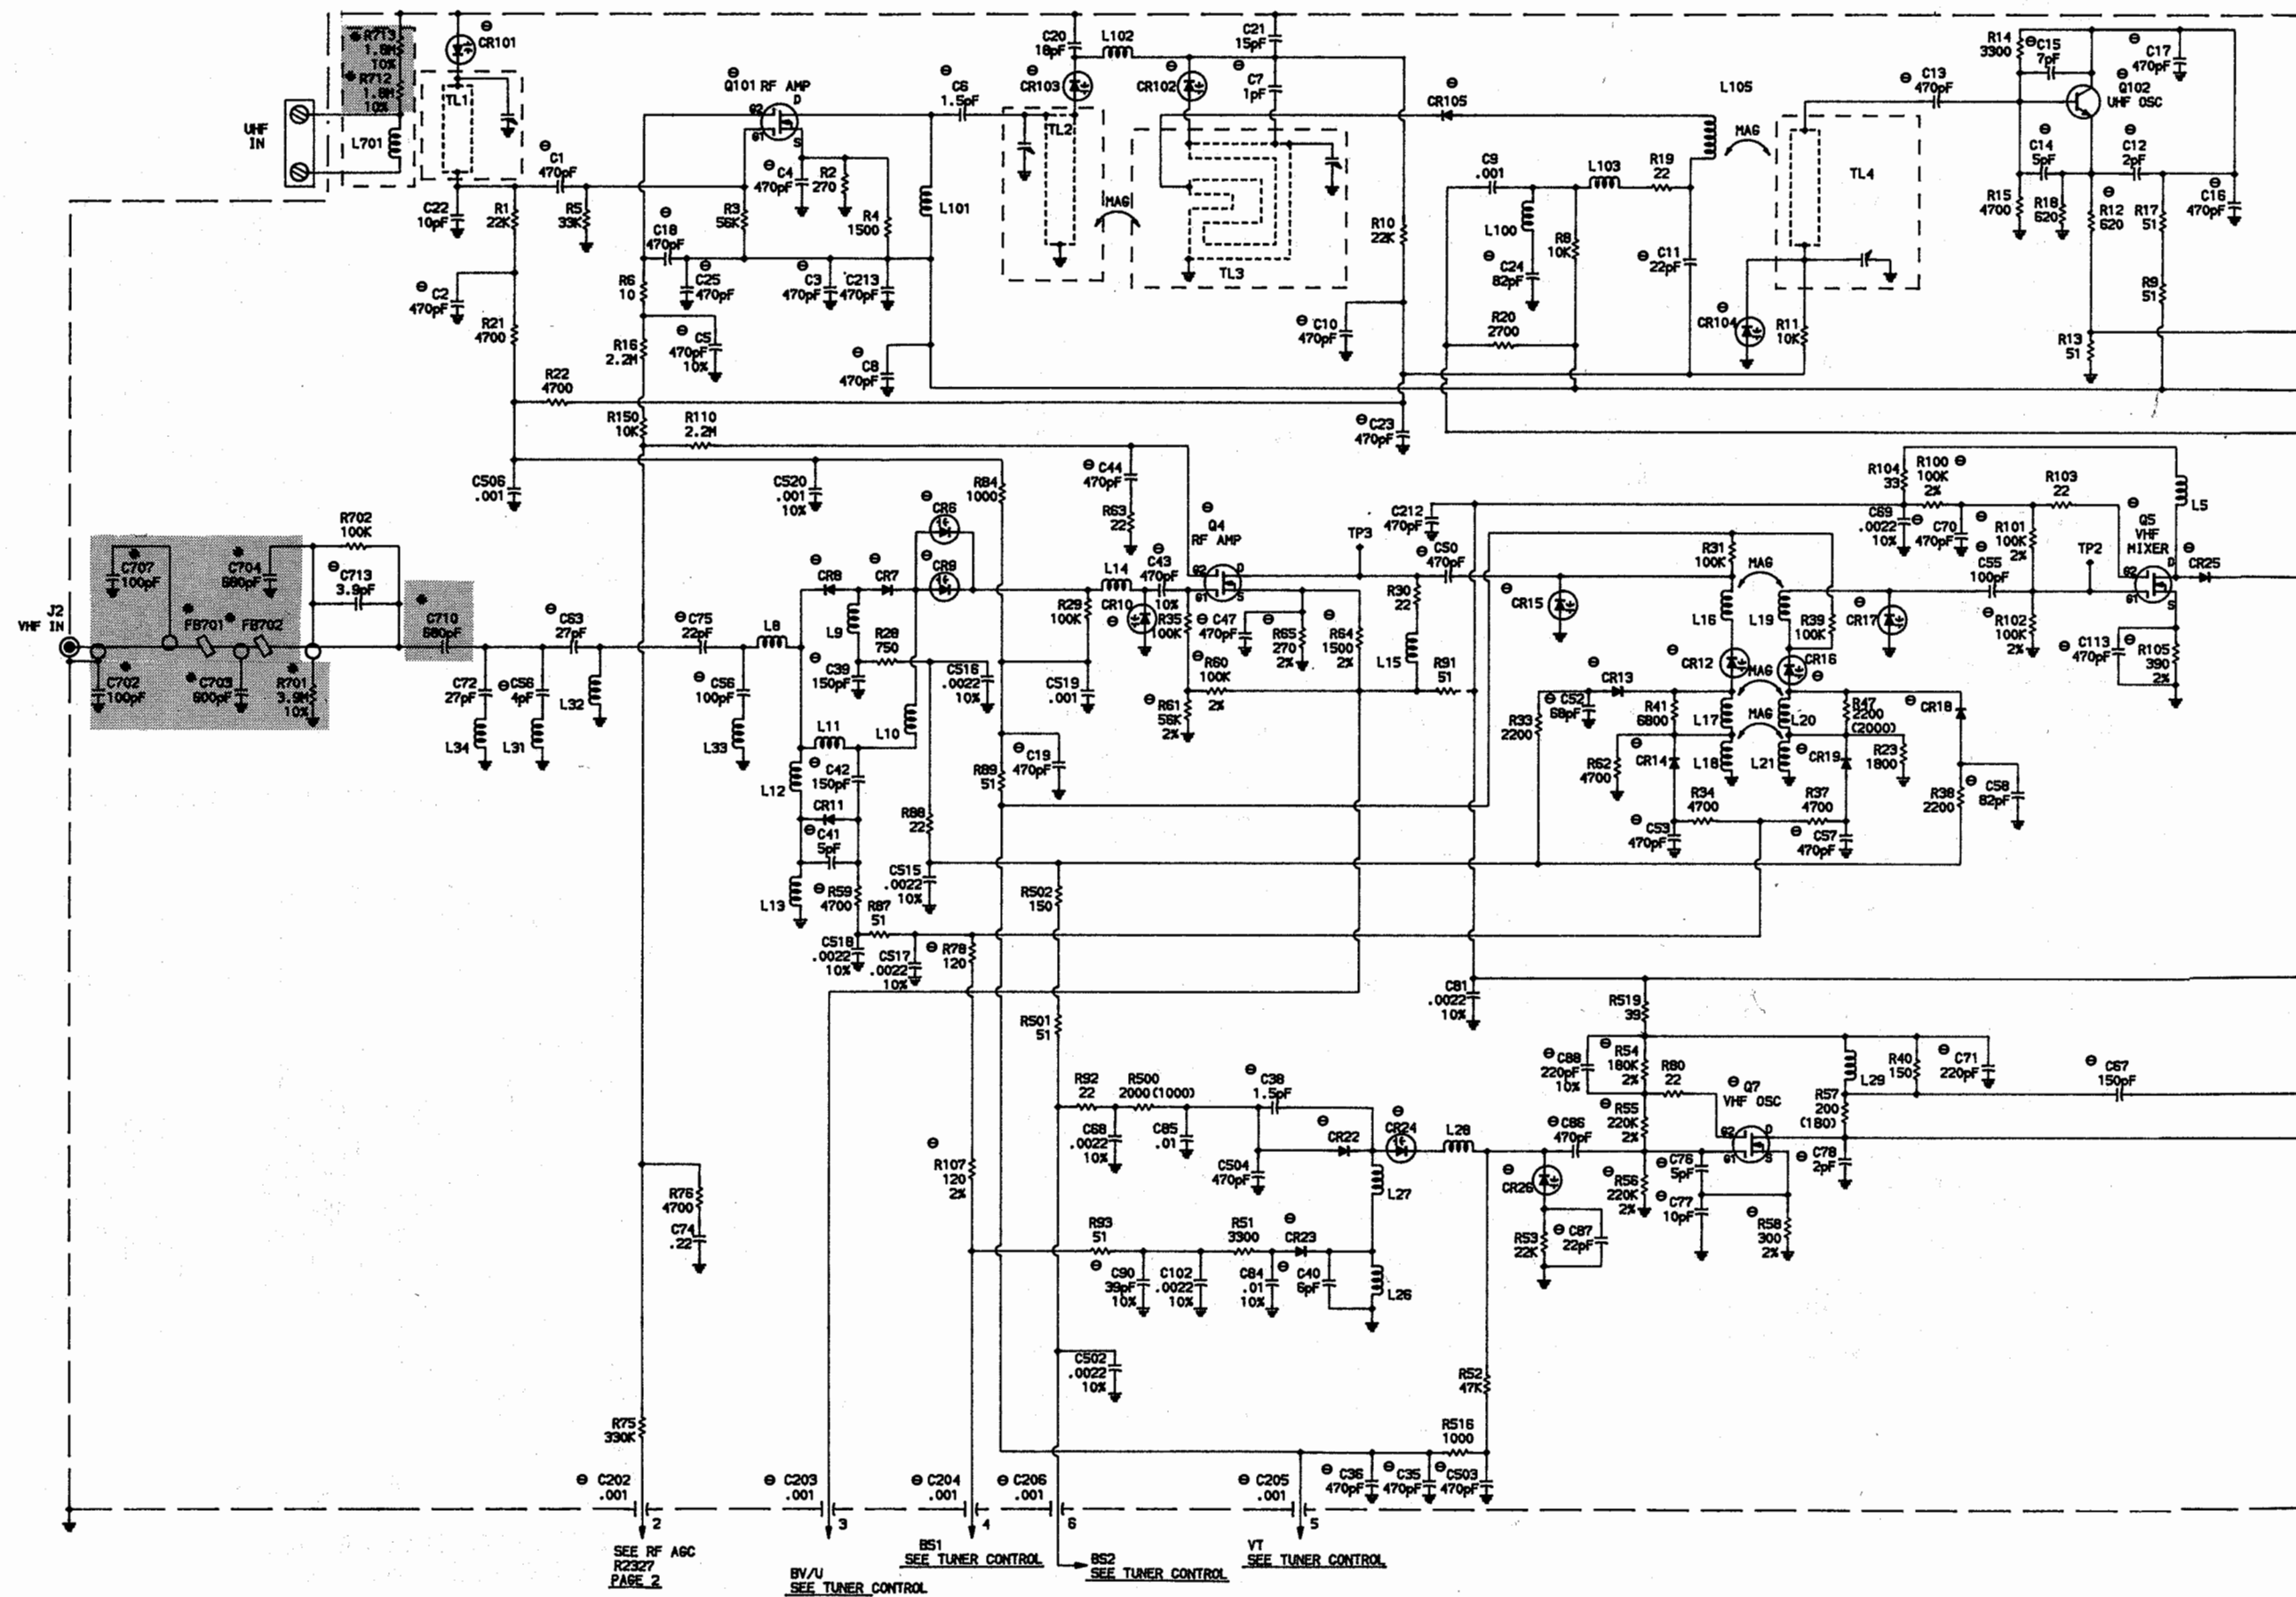 R713
1.8M
10%
R712
1.8M
10%
L701
UHF
IN
CR101
TL1
C22
10pF
C1
470pF
R1
22K
R5
33K
C2
470pF
R21
4700
R22
4700
Q101 RF AMP
G2
D
G1
S
C4
470pF
R2
270
R3
56K
R4
1500
C18
470pF
C25
470pF
C3
470pF
C213
470pF
R6
10
R16
2.2M
C5
470pF
10%
C8
470pF
R150
10K
R110
2.2M
C6
1.5pF
L101
C20
18pF
L102
CR103
CR102
C21
15pF
C7
1pF
TL2
MAG
TL3
R10
22K
C10
470pF
C23
470pF
CR105
L105
C9
.001
L103
R19
22
L100
R8
10K
C24
82pF
C11
22pF
R20
2700
CR104
R11
10K
MAG
TL4
C13
470pF
R14
3300
C15
7pF
C17
470pF
Q102
UHF OSC
C14
5pF
C12
2pF
R15
4700
R18
620
R12
620
R17
51
C16
470pF
R9
51
R13
51
J2
VHF IN
C707
100pF
C704
680pF
FB701
FB702
C702
100pF
C703
600pF
R701
3.9M
10%
R702
100K
C713
3.9pF
C710
680pF
C72
27pF
C56
4pF
C63
27pF
L32
L34
L31
C75
22pF
C56
100pF
L33
L8
C506
.001
C520
.001
10%
CR6
CR9
CR8
CR7
L9
R28
750
C39
150pF
L11
L10
C42
150pF
L12
CR11
C41
5pF
L13
R59
4700
R87
51
C518
.0022
10%
C517
.0022
10%
R78
120
C516
.0022
10%
R88
22
C515
.0022
10%
R84
1000
R89
51
C19
470pF
R29
100K
C519
.001
C44
470pF
R63
22
L14
C43
470pF
10%
CR10
R35
100K
Q4
RF AMP
G2
D
G1
S
C47
470pF
R65
270
2%
R64
1500
2%
R60
100K
2%
R61
56K
2%
TP3
C212
470pF
C50
470pF
R30
22
L15
R91
51
CR15
R31
100K
MAG
L16
L19
R39
100K
CR17
CR12
MAG
CR16
CR13
C52
68pF
R33
2200
R41
6800
L17
MAG
L20
R47
2200
(2000)
CR18
R62
4700
CR14
L18
L21
CR19
R23
1800
R34
4700
R37
4700
C53
470pF
C57
470pF
R38
2200
C58
82pF
R104
33
R100
100K
2%
R103
22
C69
.0022
10%
C70
470pF
R101
100K
2%
C55
100pF
TP2
R102
100K
2%
Q5
VHF
MIXER
G2
D
G1
S
L5
CR25
C113
470pF
R105
390
2%
R502
150
R501
51
C81
.0022
10%
R519
39
C88
220pF
10%
R54
180K
2%
R80
22
R55
220K
2%
R56
220K
2%
Q7
VHF OSC
G2
D
G1
S
L29
R40
150
C71
220pF
C67
150pF
R57
200
(180)
C78
2pF
C76
5pF
C77
10pF
R58
300
2%
R92
22
R500
2000 (1000)
C38
1.5pF
C68
.0022
10%
C85
.01
C504
470pF
CR22
CR24
L28
L27
C86
470pF
CR26
R53
22K
C87
22pF
R107
120
2%
R93
51
R51
3300
CR23
C90
39pF
10%
C102
.0022
10%
C84
.01
10%
C40
6pF
L26
C502
.0022
10%
R52
47K
R516
1000
R76
4700
C74
.22
R75
330K
C202
.001
C203
.001
C204
.001
C206
.001
C205
.001
C36
470pF
C35
470pF
C503
470pF
2
3
4
6
5
SEE RF AGC
R2327
PAGE 2
BV/U
SEE TUNER CONTROL
BS1
SEE TUNER CONTROL
BS2
SEE TUNER CONTROL
VT
SEE TUNER CONTROL